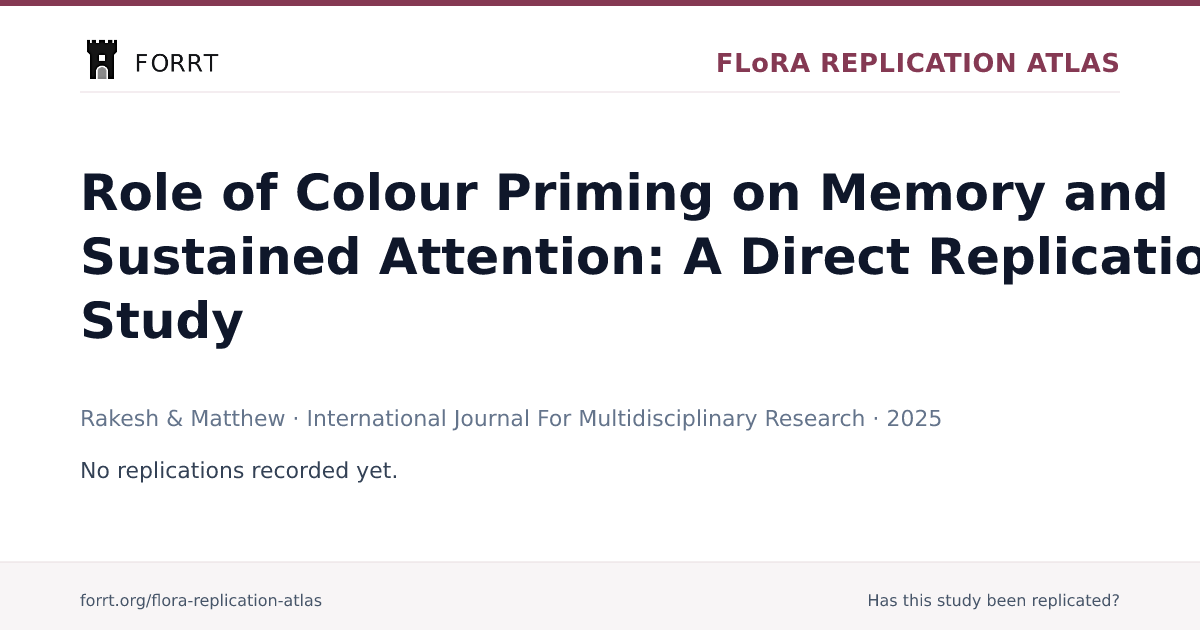 FORRT
FLoRA REPLICATION ATLAS
Role of Colour Priming on Memory and
Sustained Attention: A Direct Replicatio
Study
Rakesh & Matthew · International Journal For Multidisciplinary Research · 2025
No replications recorded yet.
forrt.org/flora-replication-atlas
Has this study been replicated?